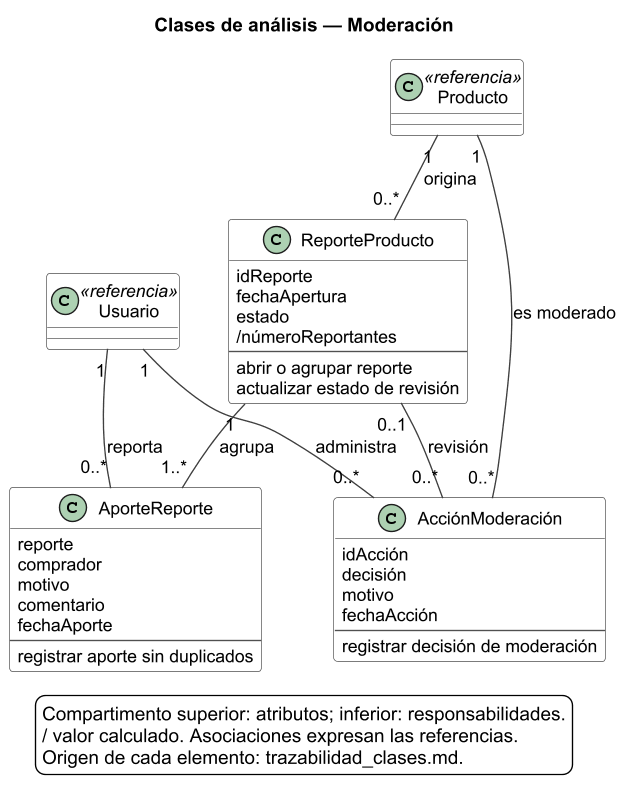 Clases de análisis — Moderación
C
«referencia»
Producto
1
1
origina
0..*
C
ReporteProducto
idReporte
fechaApertura
estado
/númeroReportantes
abrir o agrupar reporte
actualizar estado de revisión
es moderado
C
«referencia»
Usuario
1
1
1
0..1
reporta
agrupa
administra
revisión
0..*
1..*
0..*
0..*
0..*
C
AporteReporte
reporte
comprador
motivo
comentario
fechaAporte
registrar aporte sin duplicados
C
AcciónModeración
idAcción
decisión
motivo
fechaAcción
registrar decisión de moderación
Compartimento superior: atributos; inferior: responsabilidades.
/ valor calculado. Asociaciones expresan las referencias.
Origen de cada elemento: trazabilidad_clases.md.